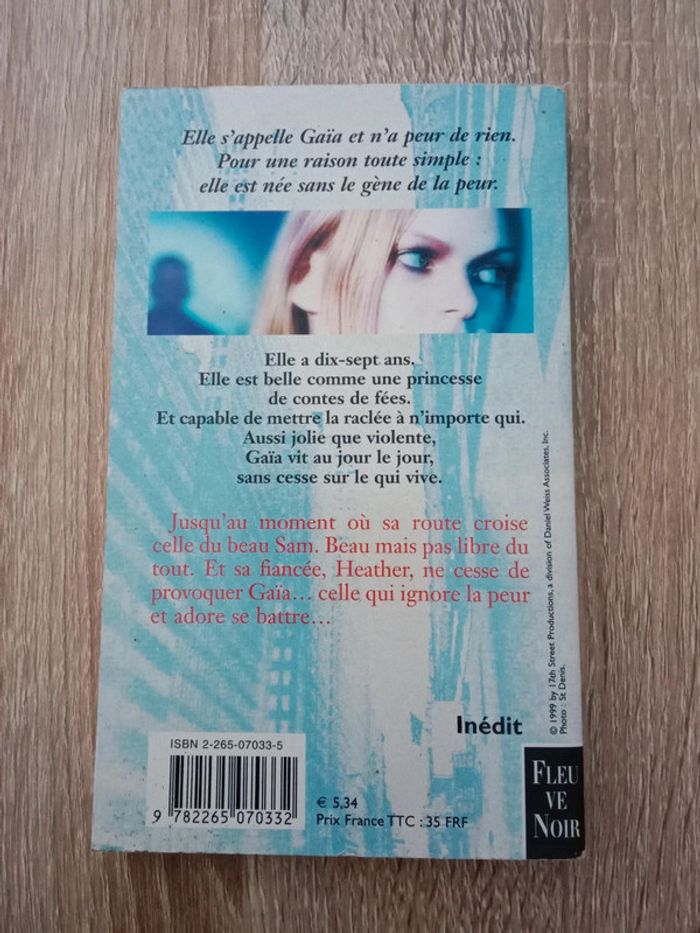 Elle s'appelle Gaïa et n'a peur de rien.
Pour une raison toute simple :
elle est née sans le gène de la peur.
Elle a dix-sept ans.
Elle est belle comme une princesse
de contes de fées.
Et capable de mettre la raclée à n'importe qui.
Aussi jolie que violente,
Gaïa vit au jour le jour,
sans cesse sur le qui vive.
Jusqu'au moment où sa route croise
celle du beau Sam. Beau mais pas libre du
tout. Et sa fiancée, Heather, ne cesse de
provoquer Gaïa... celle qui ignore la peur
et adore se battre...
© 1999 by 17th Street Productions, a division of Daniel Weiss Associates, Inc.
Photo : St Denis.
Inédit
ISBN 2-265-07033-5
9 782265 070332
€ 5,34
Prix France TTC : 35 FRF
FLEU
VE
NOIR